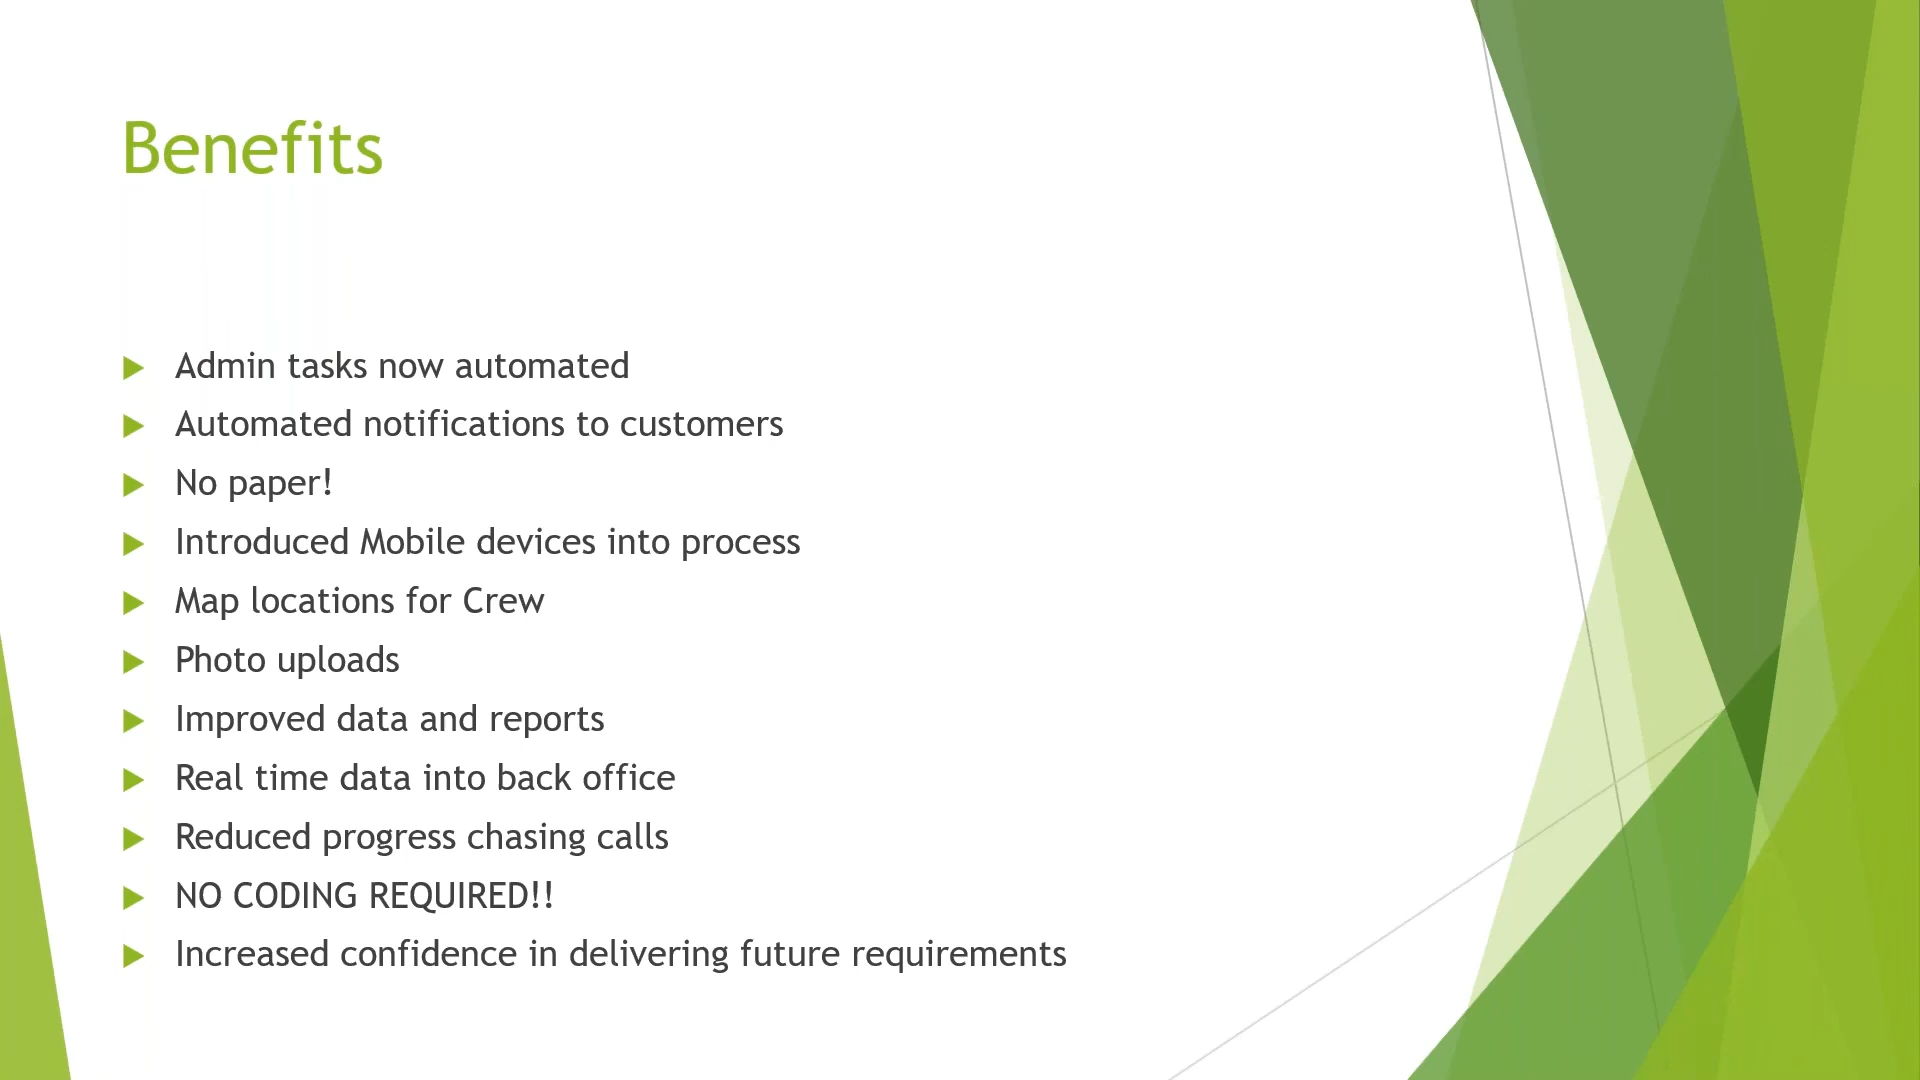 Benefits
Admin tasks now automated
Automated notifications to customers
No paper!
Introduced Mobile devices into process
Map locations for Crew
Photo uploads
Improved data and reports
Real time data into back office
Reduced progress chasing calls
NO CODING REQUIRED!!
Increased confidence in delivering future requirements